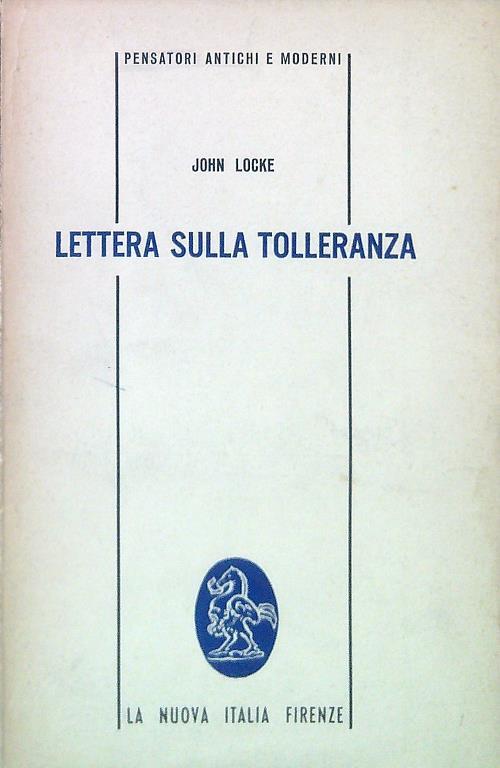 PENSATORI ANTICHI E MODERNI
JOHN LOCKE
LETTERA SULLA TOLLERANZA
LA NUOVA ITALIA FIRENZE